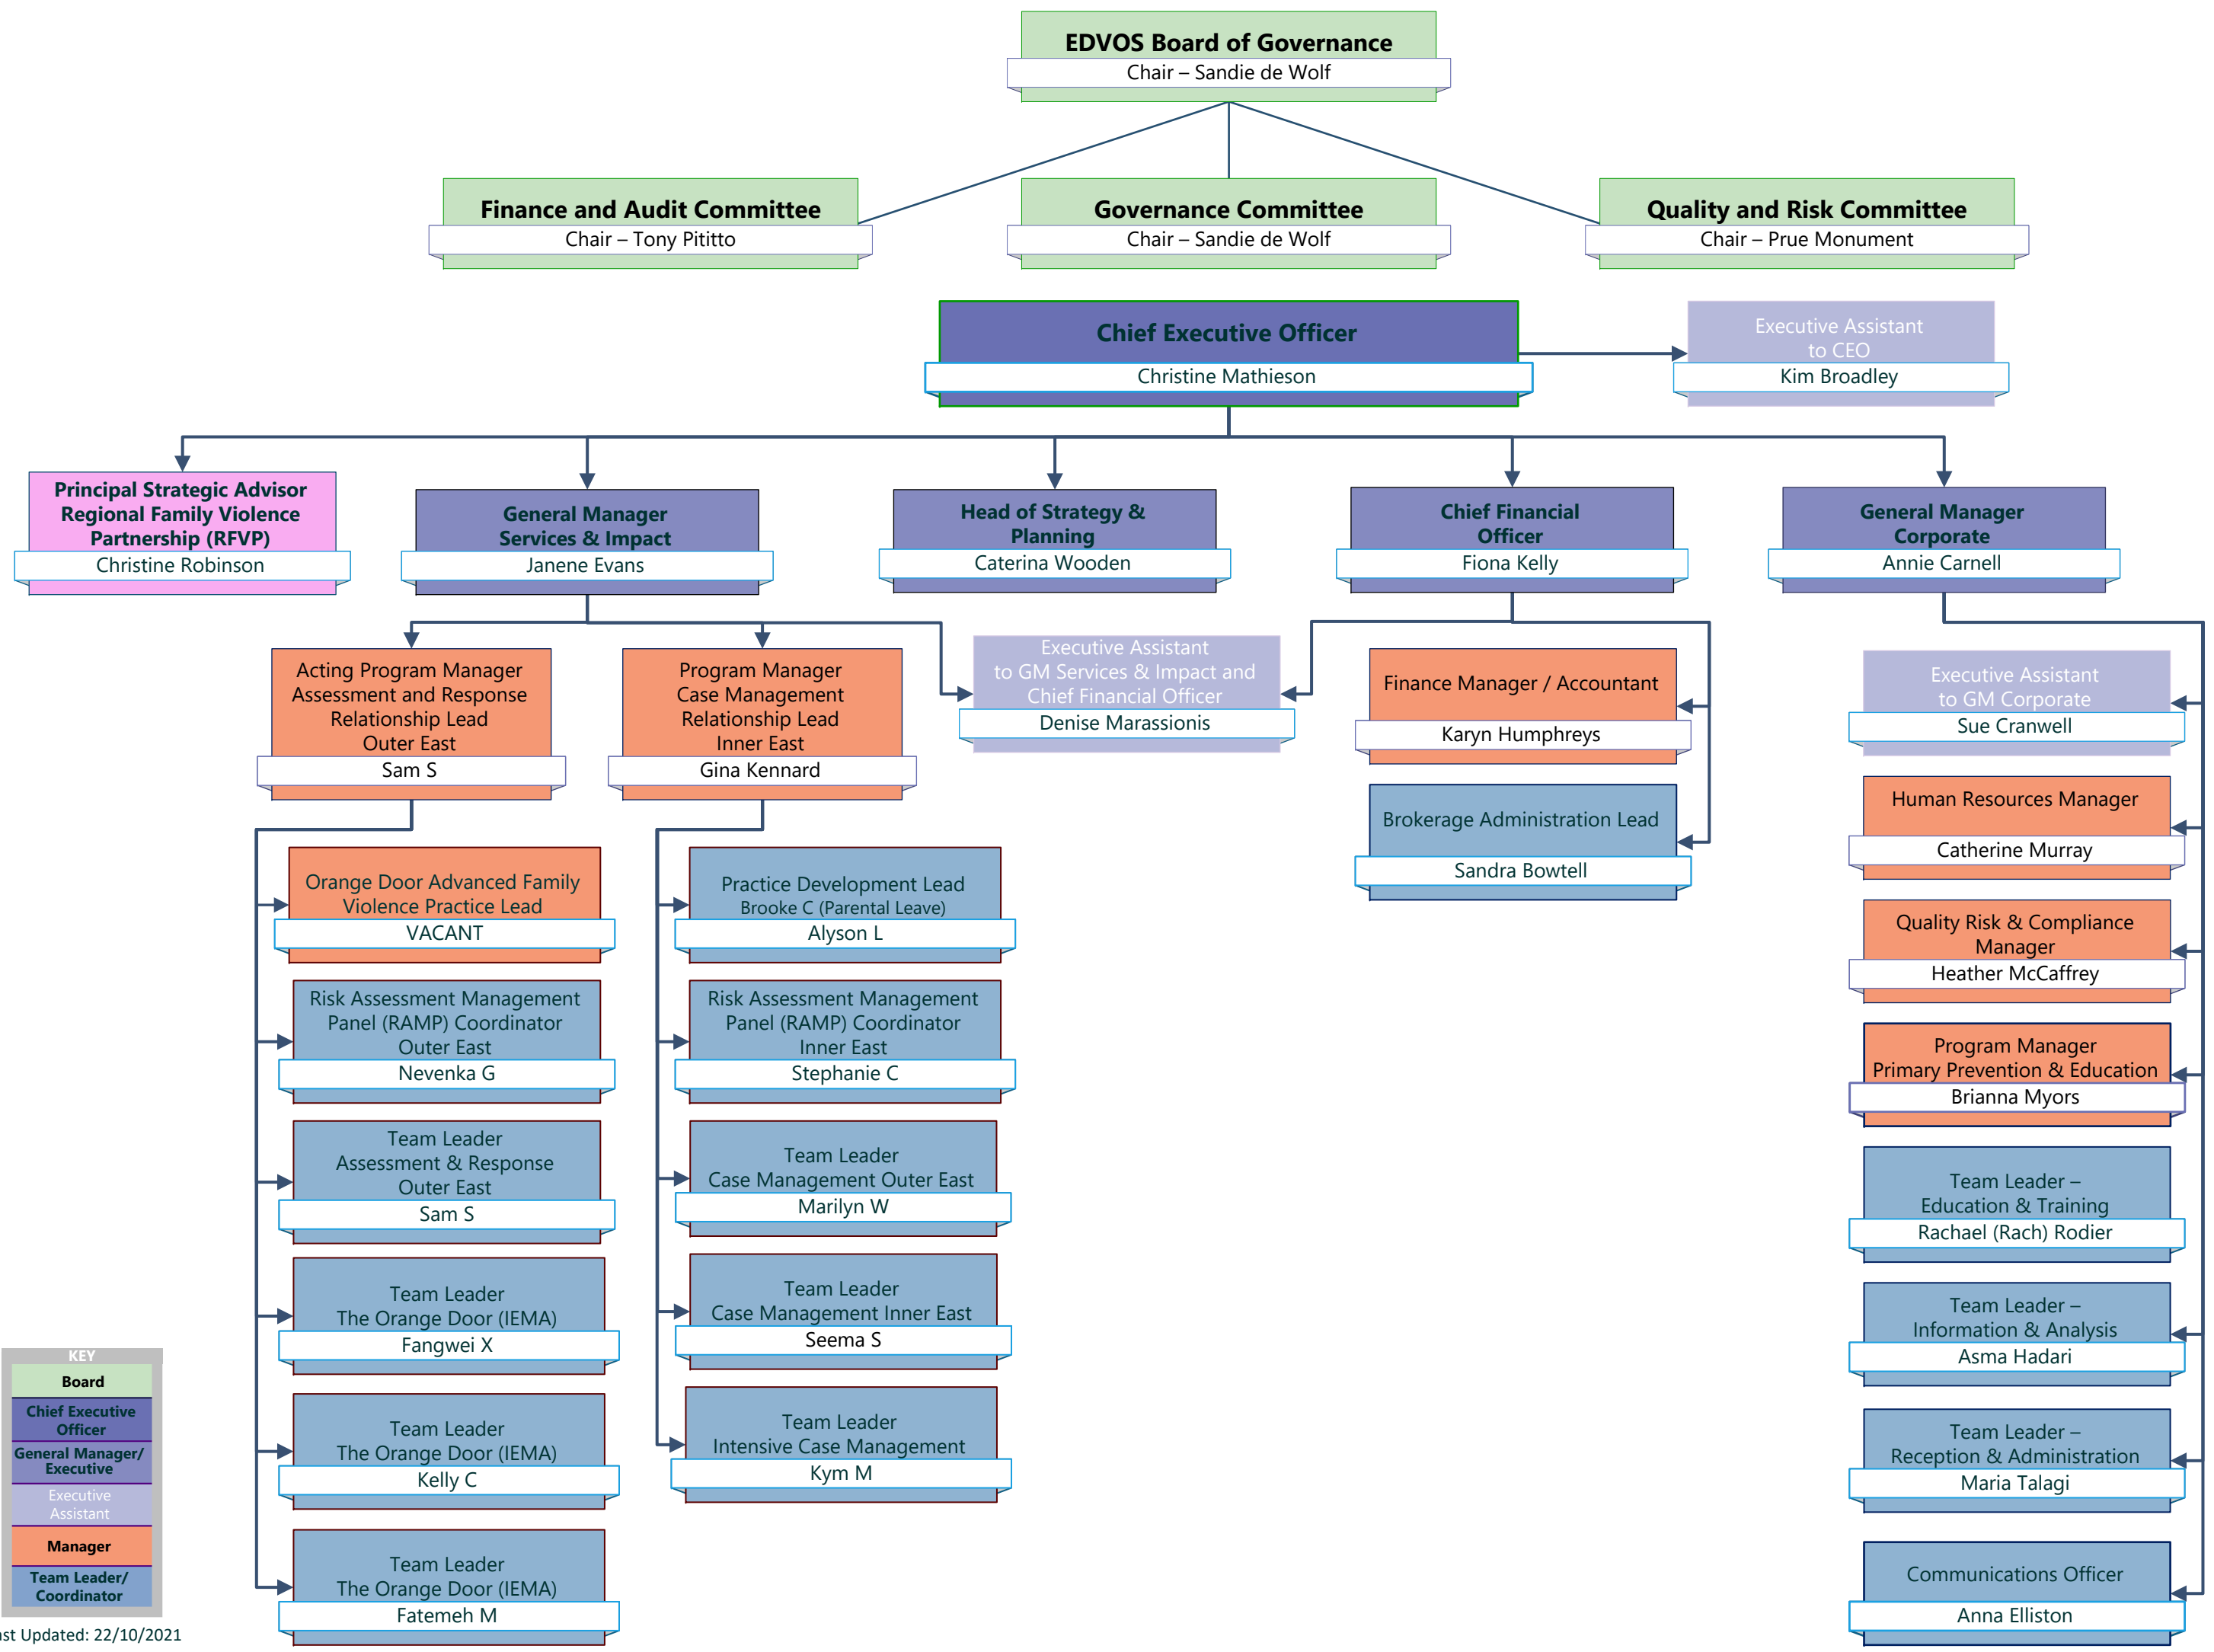 EDVOS Board of Governance
Chair – Sandie de Wolf
Finance and Audit Committee
Chair – Tony Pititto
Governance Committee
Chair – Sandie de Wolf
Quality and Risk Committee
Chair – Prue Monument
Chief Executive Officer
Christine Mathieson
Executive Assistant
to CEO
Kim Broadley
Principal Strategic Advisor
Regional Family Violence
Partnership (RFVP)
Christine Robinson
General Manager
Services & Impact
Janene Evans
Head of Strategy &
Planning
Caterina Wooden
Chief Financial
Officer
Fiona Kelly
General Manager
Corporate
Annie Carnell
Acting Program Manager
Assessment and Response
Relationship Lead
Outer East
Sam S
Program Manager
Case Management
Relationship Lead
Inner East
Gina Kennard
Executive Assistant
to GM Services & Impact and
Chief Financial Officer
Denise Marassionis
Finance Manager / Accountant
Karyn Humphreys
Brokerage Administration Lead
Sandra Bowtell
Executive Assistant
to GM Corporate
Sue Cranwell
Human Resources Manager
Catherine Murray
Quality Risk & Compliance
Manager
Heather McCaffrey
Program Manager
Primary Prevention & Education
Brianna Myors
Team Leader –
Education & Training
Rachael (Rach) Rodier
Team Leader –
Information & Analysis
Asma Hadari
Team Leader –
Reception & Administration
Maria Talagi
Communications Officer
Anna Elliston
Orange Door Advanced Family
Violence Practice Lead
VACANT
Risk Assessment Management
Panel (RAMP) Coordinator
Outer East
Nevenka G
Team Leader
Assessment & Response
Outer East
Sam S
Team Leader
The Orange Door (IEMA)
Fangwei X
Team Leader
The Orange Door (IEMA)
Kelly C
Team Leader
The Orange Door (IEMA)
Fatemeh M
Practice Development Lead
Brooke C (Parental Leave)
Alyson L
Risk Assessment Management
Panel (RAMP) Coordinator
Inner East
Stephanie C
Team Leader
Case Management Outer East
Marilyn W
Team Leader
Case Management Inner East
Seema S
Team Leader
Intensive Case Management
Kym M
KEY
Board
Chief Executive
Officer
General Manager/
Executive
Executive
Assistant
Manager
Team Leader/
Coordinator
ast Updated: 22/10/2021